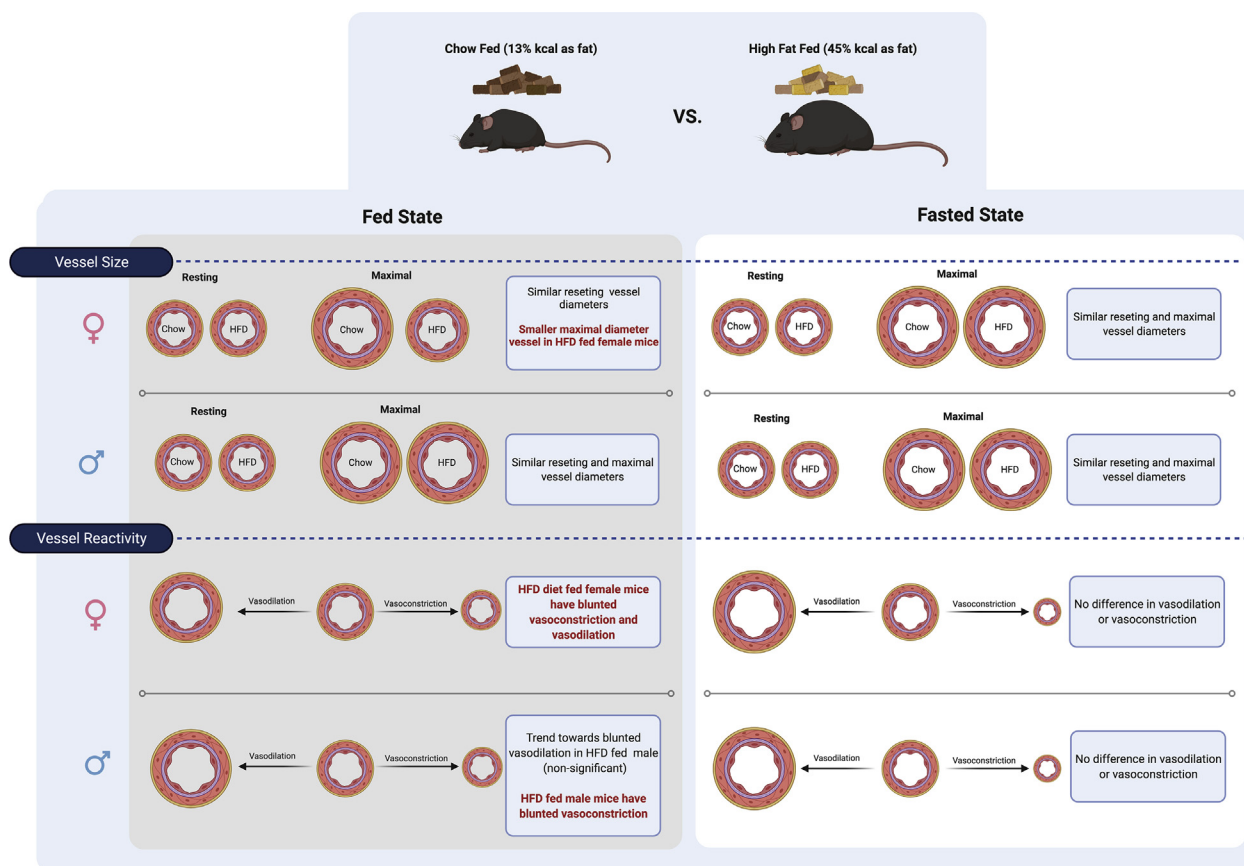 Chow Fed (13% kcal as fat)
High Fat Fed (45% kcal as fat)
VS.
Fed State
Fasted State
Vessel Size
Resting
Maximal
Chow
HFD
Chow
HFD
Similar reseting vessel
diameters
Smaller maximal diameter
vessel in HFD fed female mice
Resting
Maximal
Chow
HFD
Chow
HFD
Similar reseting and maximal
vessel diameters
Resting
Maximal
Chow
HFD
Chow
HFD
Similar reseting and maximal
vessel diameters
Resting
Maximal
Chow
HFD
Chow
HFD
Similar reseting and maximal
vessel diameters
Vessel Reactivity
Vasodilation
Vasoconstriction
HFD diet fed female mice
have blunted
vasoconstriction and
vasodilation
Vasodilation
Vasoconstriction
No difference in vasodilation
or vasoconstriction
Vasodilation
Vasoconstriction
Trend towards blunted
vasodilation in HFD fed male
(non-significant)
HFD fed male mice have
blunted vasoconstriction
Vasodilation
Vasoconstriction
No difference in vasodilation
or vasoconstriction